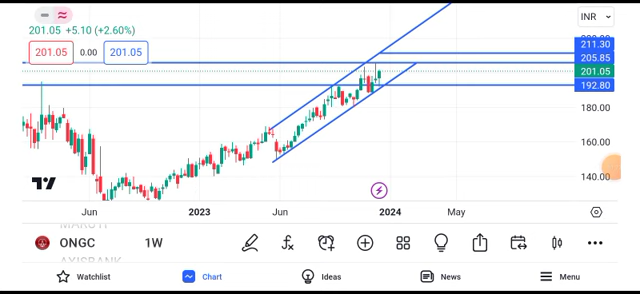 INR
201.05 +5.10 (+2.60%)
201.05 0.00 201.05
211.30
205.85
201.05
192.80
180.00
160.00
140.00
Jun 2023 Jun 2024 May
ONGC 1W
AXISBANK
Watchlist Chart Ideas News Menu